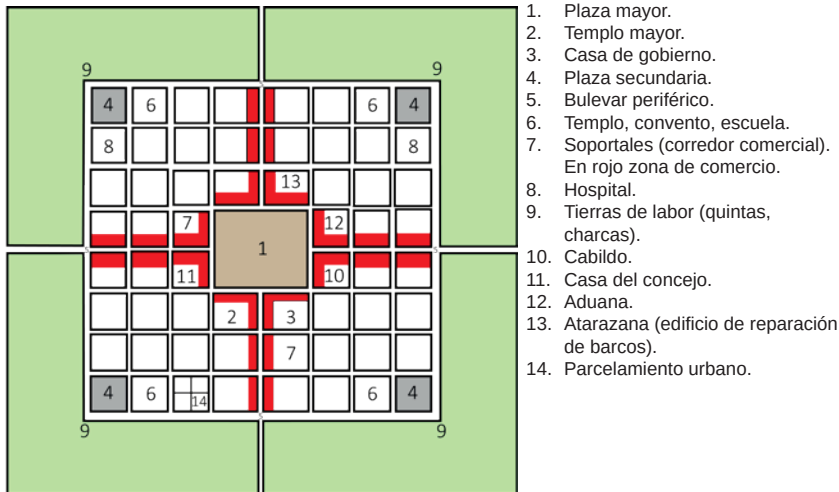 1. Plaza mayor.
2. Templo mayor.
3. Casa de gobierno.
4. Plaza secundaria.
5. Bulevar periférico.
6. Templo, convento, escuela.
7. Soportales (corredor comercial).
En rojo zona de comercio.
8. Hospital.
9. Tierras de labor (quintas,
charcas).
10. Cabildo.
11. Casa del concejo.
12. Aduana.
13. Atarazana (edificio de reparación
de barcos).
14. Parcelamiento urbano.
9 9
5
4 6 6 4
8 8
13
7 12
5 1 5
11 10
2 3
7
4 6 14 6 4
5
9 9